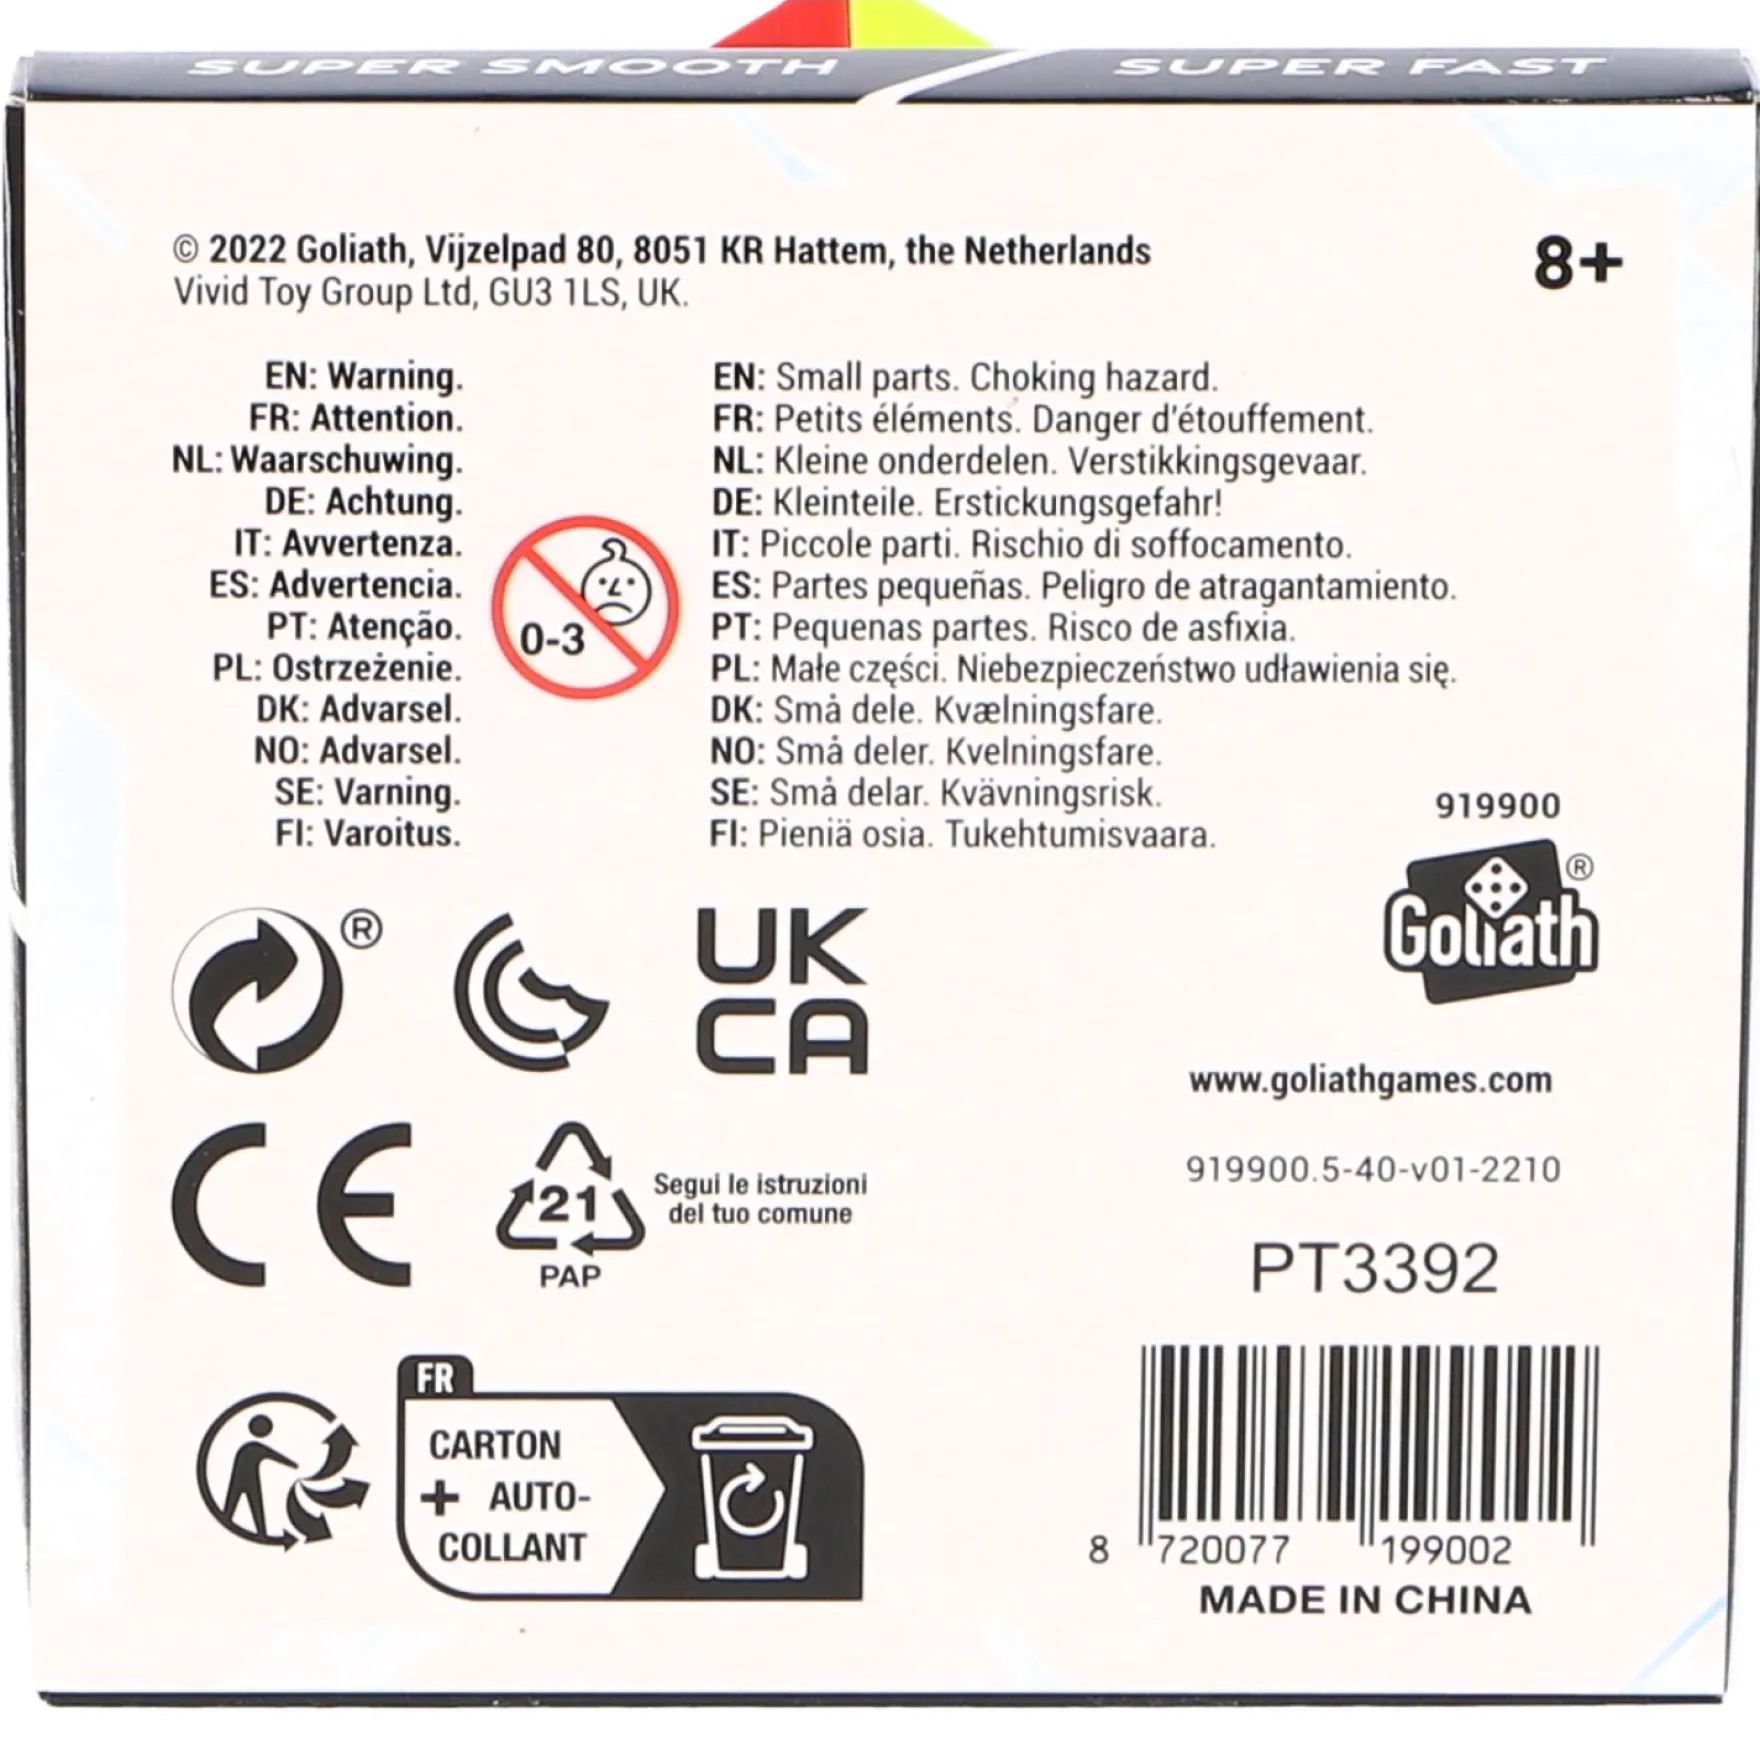 SUPER SMOOTH
SUPER FAST
© 2022 Goliath, Vijzelpad 80, 8051 KR Hattem, the Netherlands
Vivid Toy Group Ltd, GU3 1LS, UK.
8+
EN: Warning.
FR: Attention.
NL: Waarschuwing.
DE: Achtung.
IT: Avvertenza.
ES: Advertencia.
PT: Atenção.
PL: Ostrzeżenie.
DK: Advarsel.
NO: Advarsel.
SE: Varning.
FI: Varoitus.
0-3
EN: Small parts. Choking hazard.
FR: Petits éléments. Danger d'étouffement.
NL: Kleine onderdelen. Verstikkingsgevaar.
DE: Kleinteile. Erstickungsgefahr!
IT: Piccole parti. Rischio di soffocamento.
ES: Partes pequeñas. Peligro de atragantamiento.
PT: Pequenas partes. Risco de asfixia.
PL: Małe części. Niebezpieczeństwo udławienia się.
DK: Små dele. Kvælningsfare.
NO: Små deler. Kvelningsfare.
SE: Små delar. Kvävningsrisk.
FI: Pieniä osia. Tukehtumisvaara.
919900
Goliath®
®
UK
CA
www.goliathgames.com
CE
21
PAP
Segui le istruzioni
del tuo comune
919900.5-40-v01-2210
PT3392
FR
CARTON
+ AUTO-
COLLANT
8 720077 199002
MADE IN CHINA